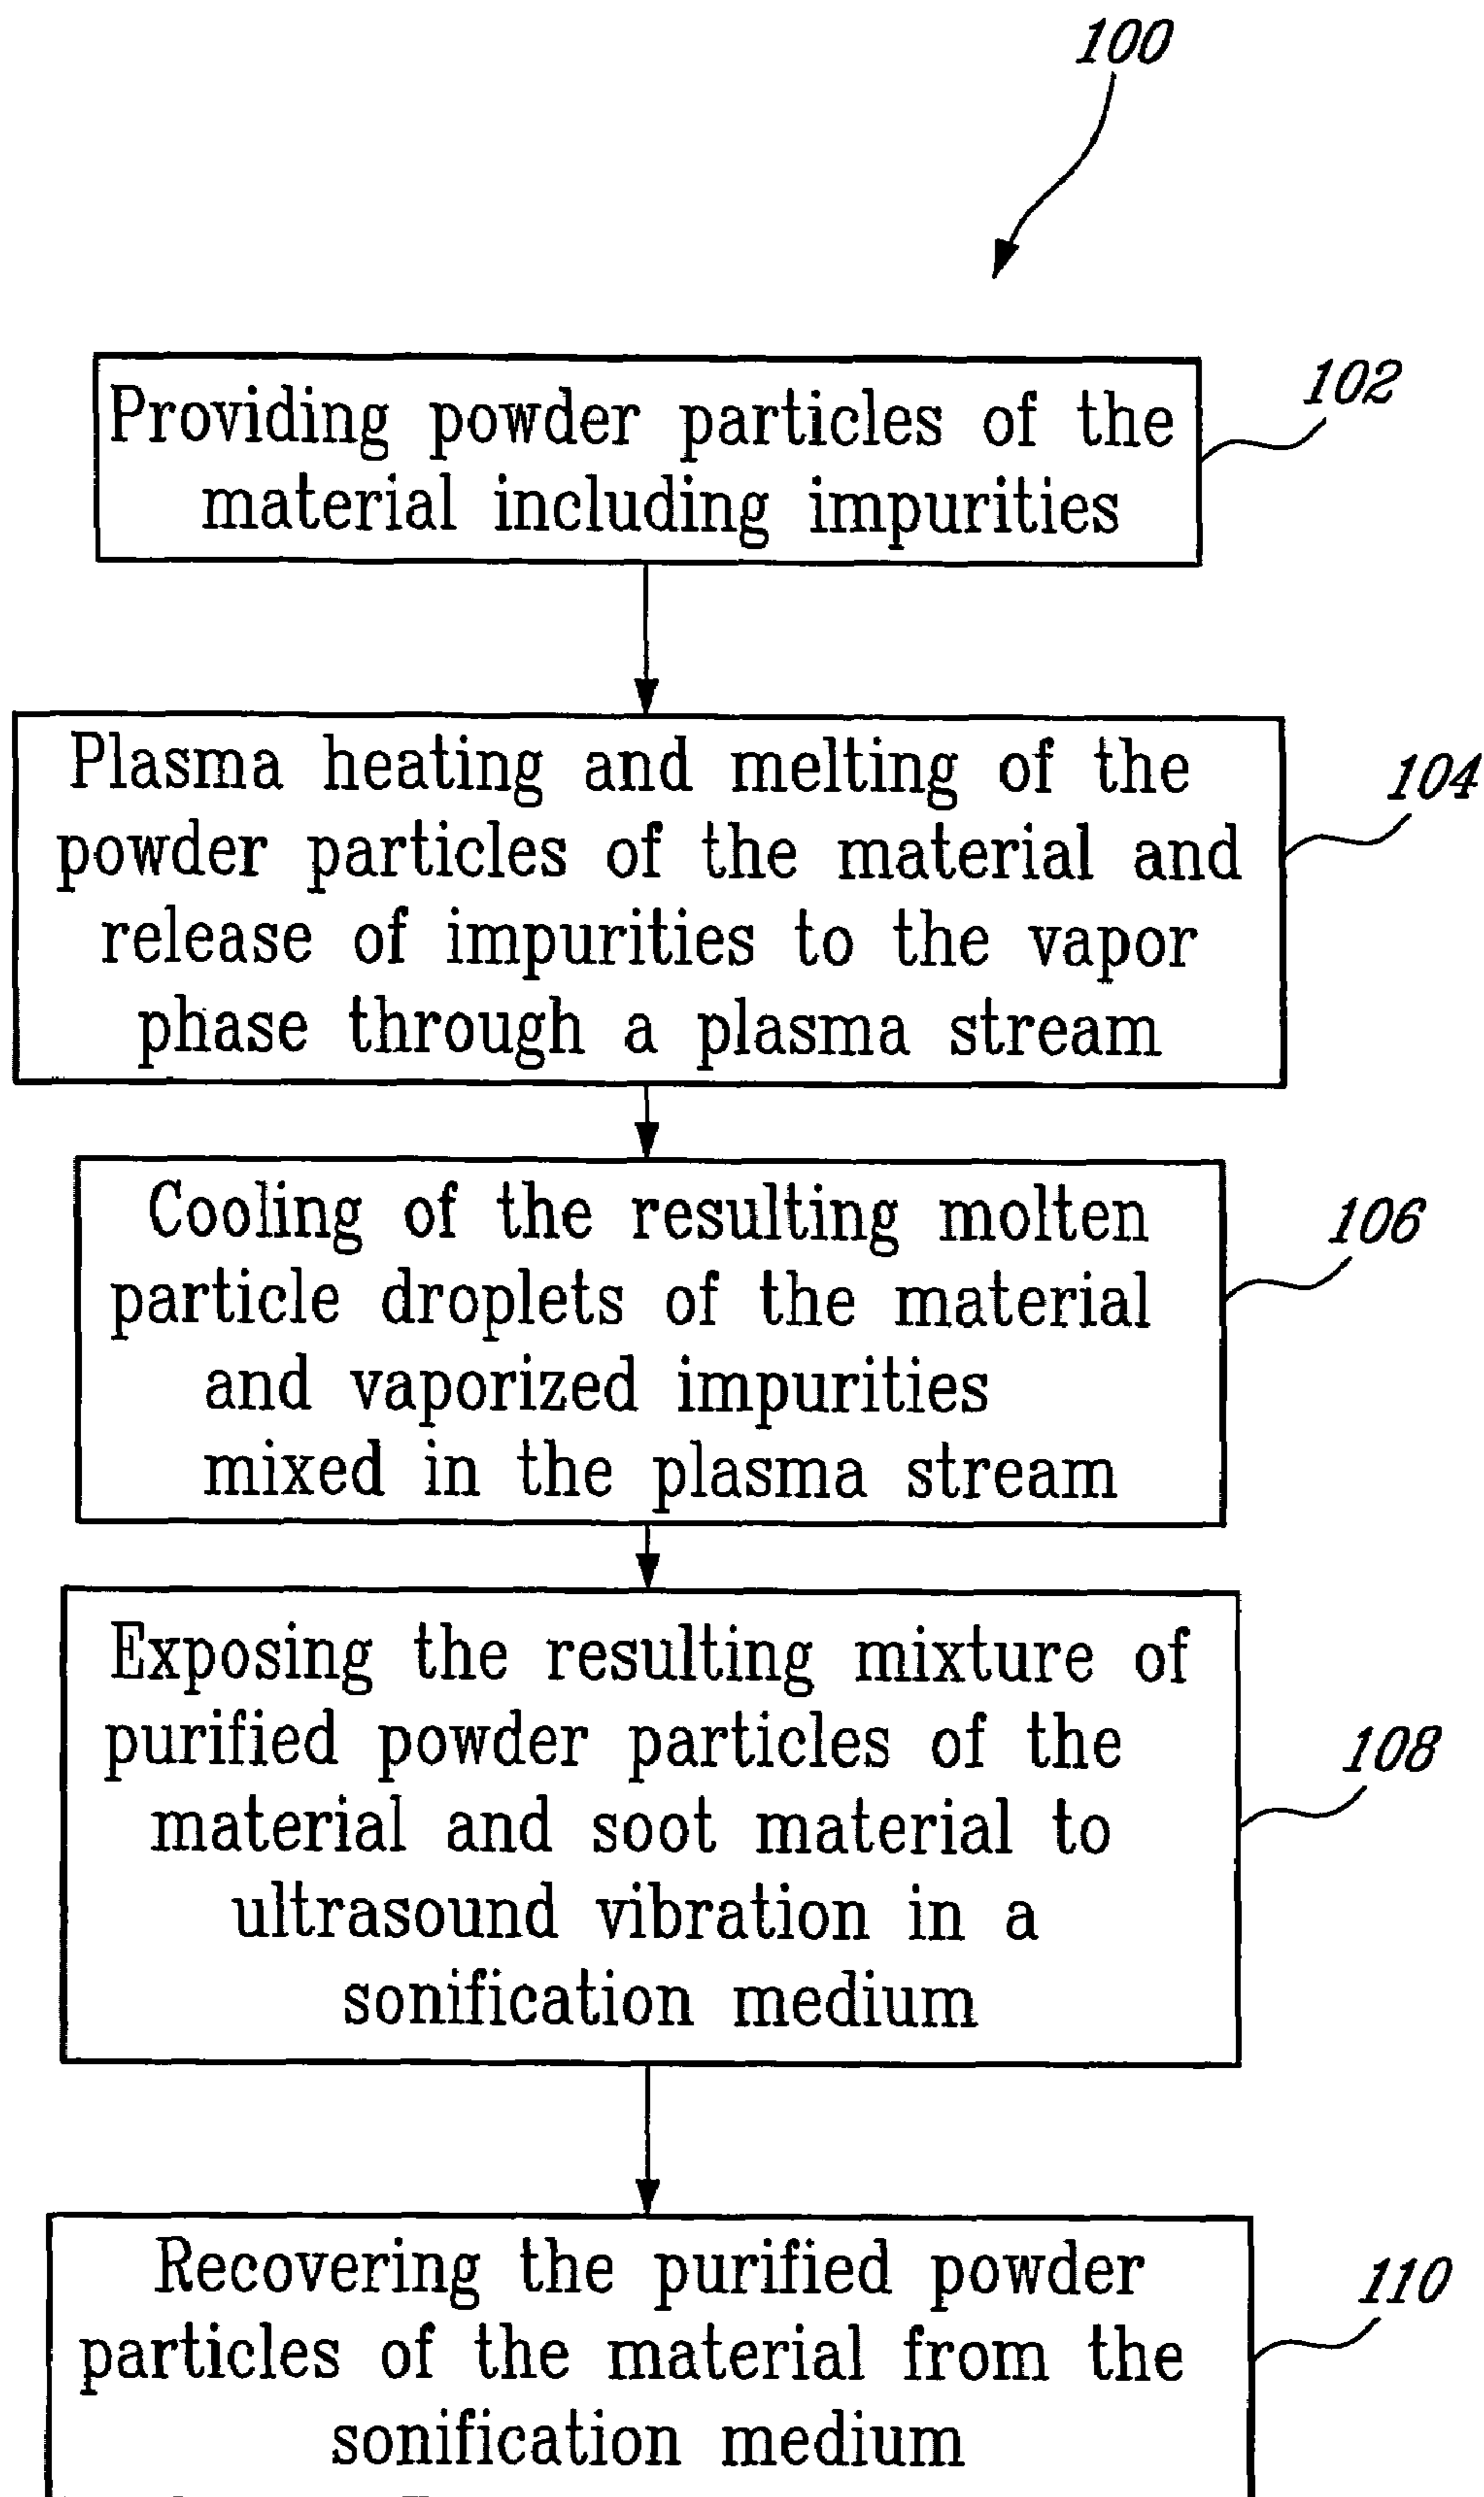 100
Providing powder particles of the
material including impurities
102
Plasma heating and melting of the
powder particles of the material and
release of impurities to the vapor
phase through a plasma stream
104
Cooling of the resulting molten
particle droplets of the material
and vaporized impurities
mixed in the plasma stream
106
Exposing the resulting mixture of
purified powder particles of the
material and soot material to
ultrasound vibration in a
sonification medium
108
Recovering the purified powder
particles of the material from the
sonification medium
110